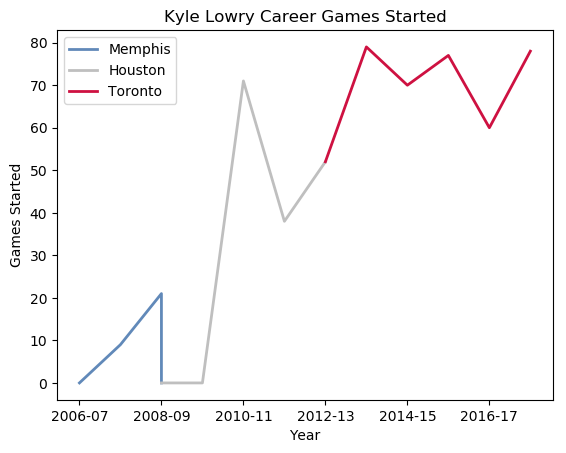 Kyle Lowry Career Games Started
Memphis
Houston
Toronto
80
70
60
50
40
30
20
10
0
Games Started
2006-07 2008-09 2010-11 2012-13 2014-15 2016-17
Year